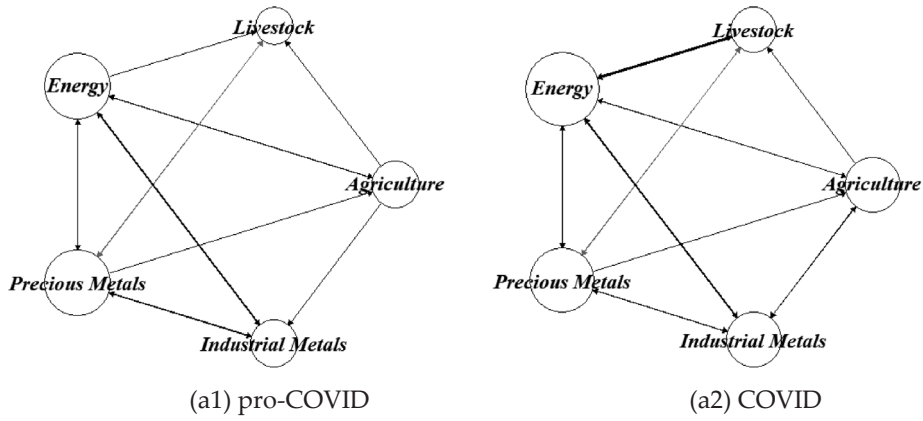 Livestock
Energy
Agriculture
Precious Metals
Industrial Metals
(a1) pro-COVID
Livestock
Energy
Agriculture
Precious Metals
Industrial Metals
(a2) COVID